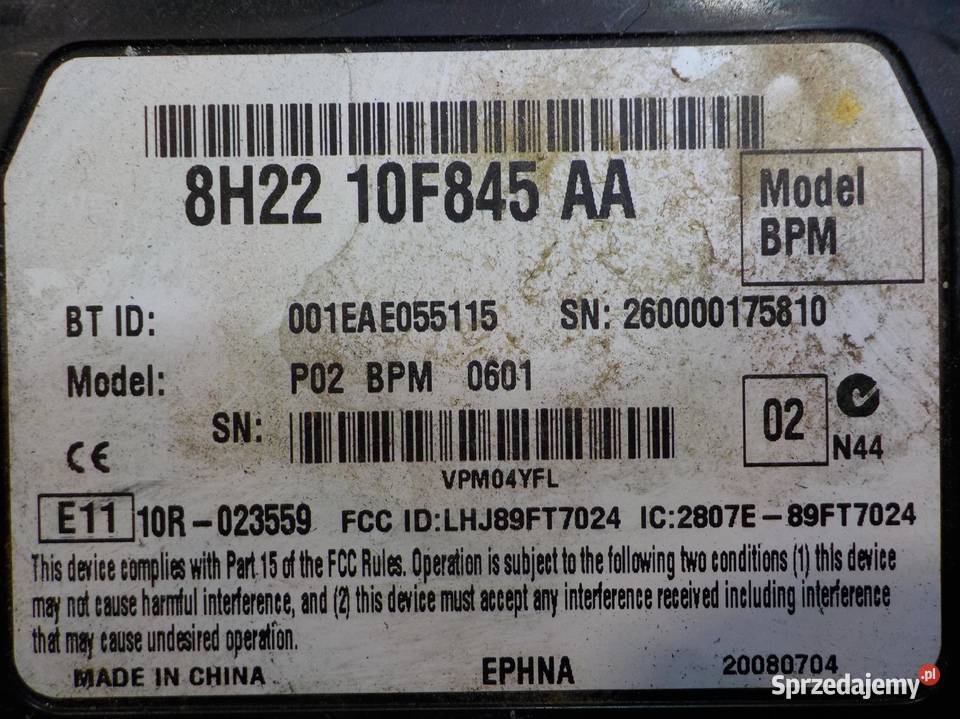 8H22 10F845 AA
Model
BPM
BT ID: 001EAE055115 SN: 260000175810
Model: P02 BPM 0601
SN:
02
N44
CE
VPM04YFL
E11 10R-023559 FCC ID:LHJ89FT7024 IC:2807E-89FT7024
This device complies with Part 15 of the FCC Rules. Operation is subject to the following two conditions (1) this device
may not cause harmful interference, and (2) this device must accept any interference received including interference
that may cause undesired operation.
MADE IN CHINA EPHNA 20080704
Sprzedajemy.pl